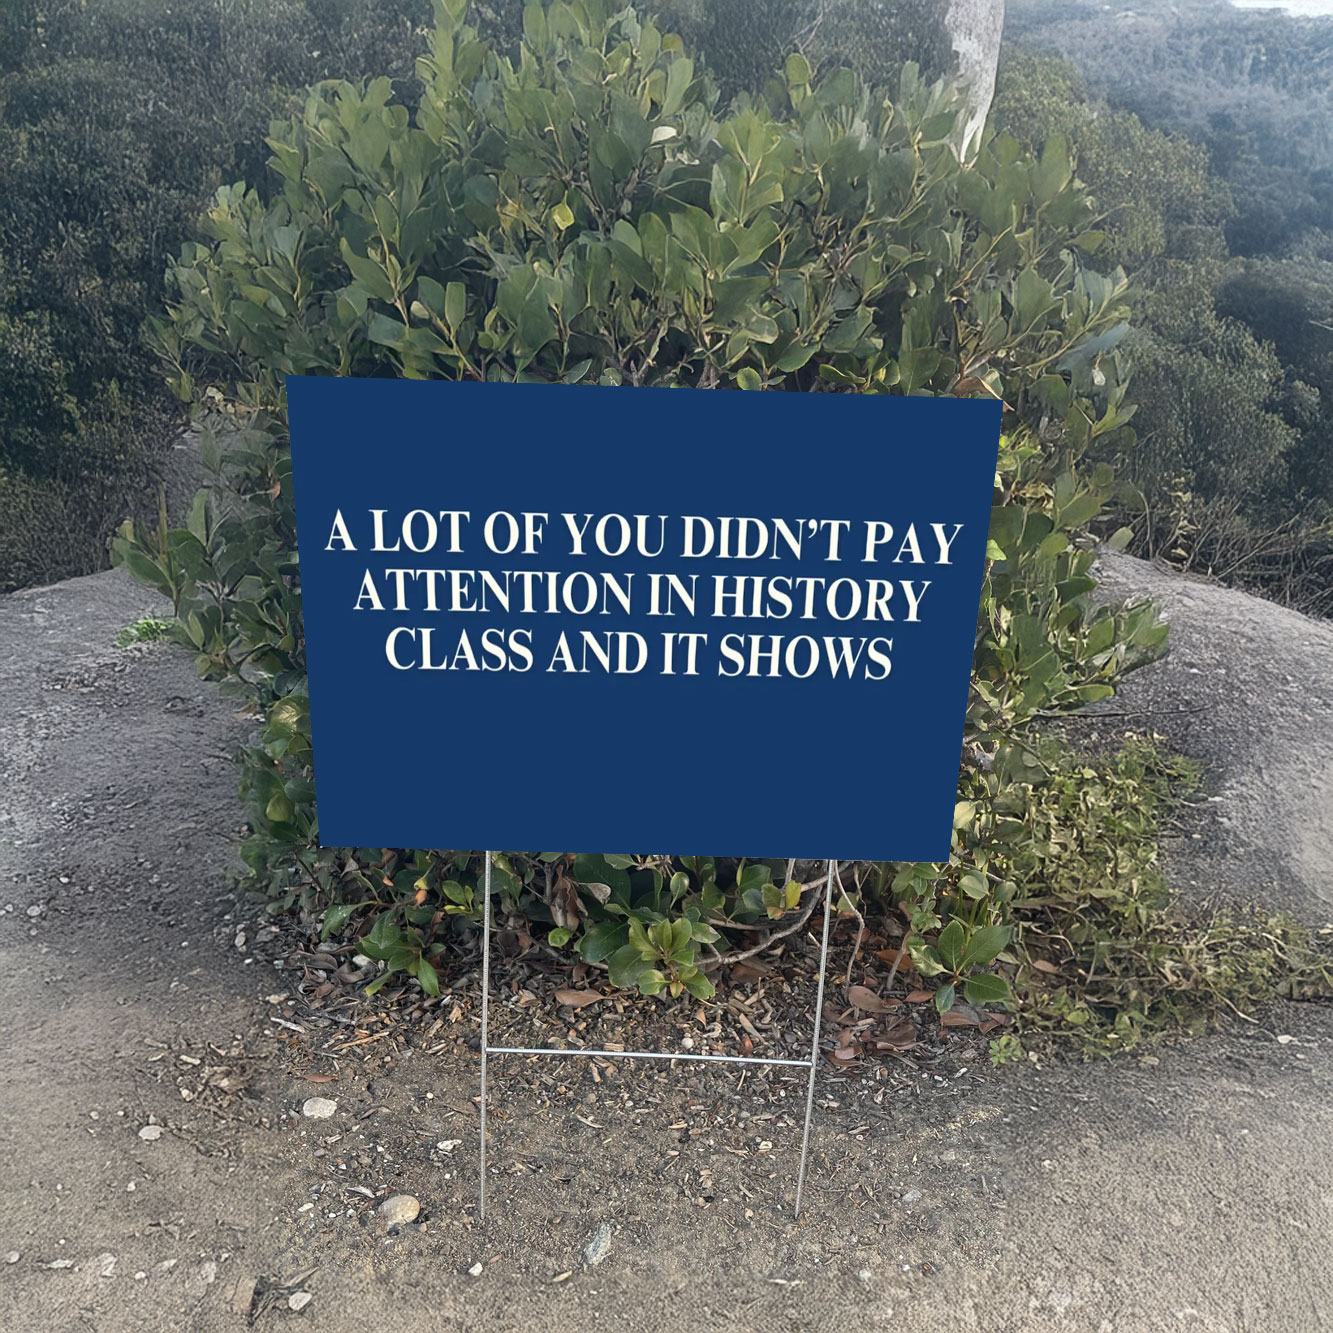 A LOT OF YOU DIDN'T PAY
ATTENTION IN HISTORY
CLASS AND IT SHOWS